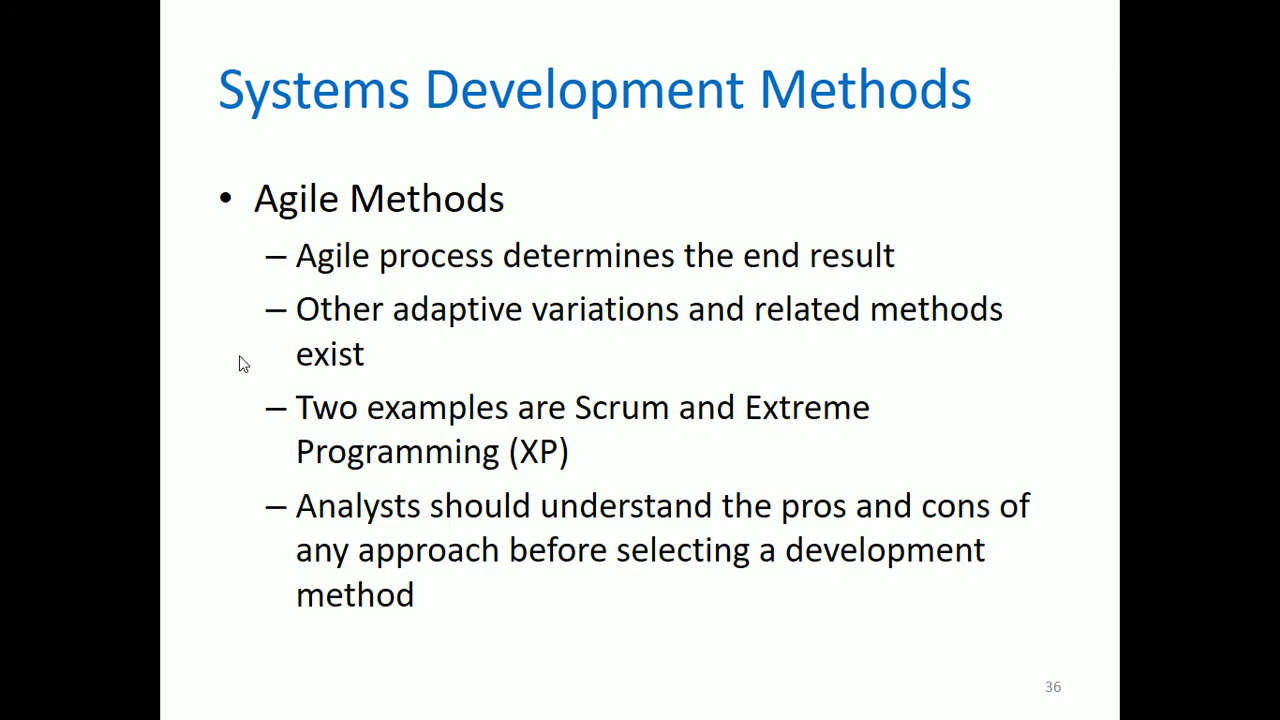 Systems Development Methods
• Agile Methods
– Agile process determines the end result
– Other adaptive variations and related methods
exist
– Two examples are Scrum and Extreme
Programming (XP)
– Analysts should understand the pros and cons of
any approach before selecting a development
method
36